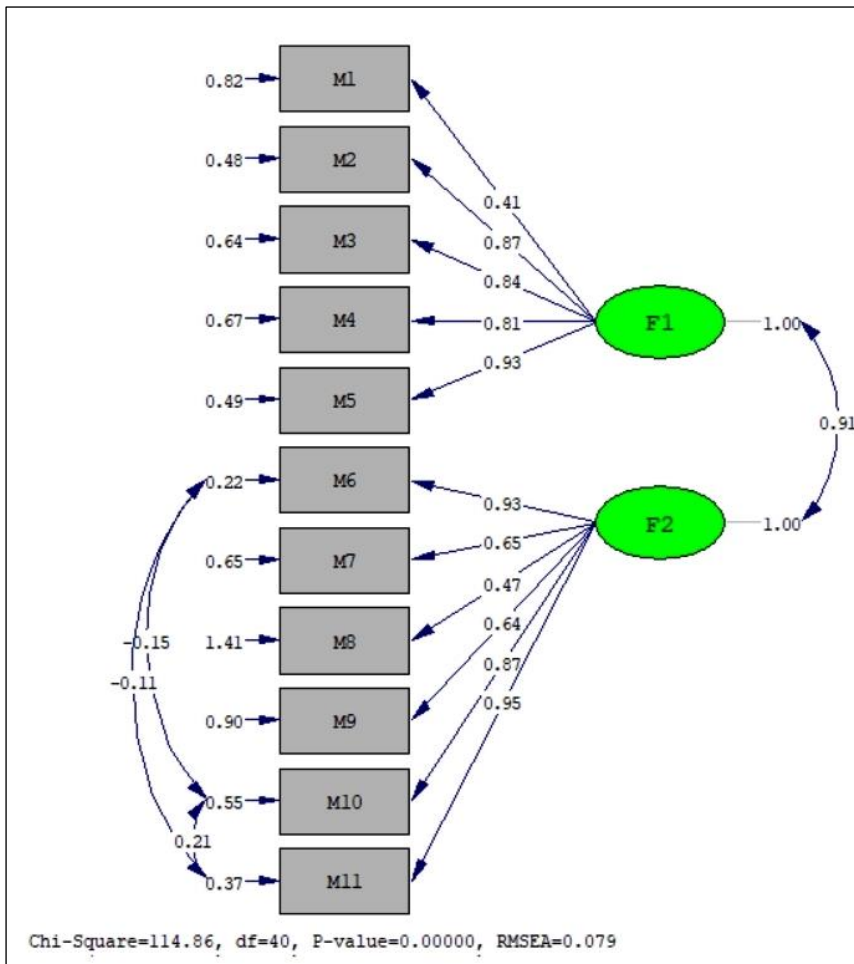 0.82 M1
0.48 M2
0.41
0.87
0.64 M3
0.84
0.67 M4 0.81 F1 1.00
0.93
0.49 M5
0.91
0.22 M6
0.93 F2 1.00
0.65 M7 0.65
0.47
-0.15 1.41 M8 0.64
-0.11 0.87
0.95
0.90 M9
0.55 M10
0.21
0.37 M11
Chi-Square=114.86, df=40, P-value=0.00000, RMSEA=0.079